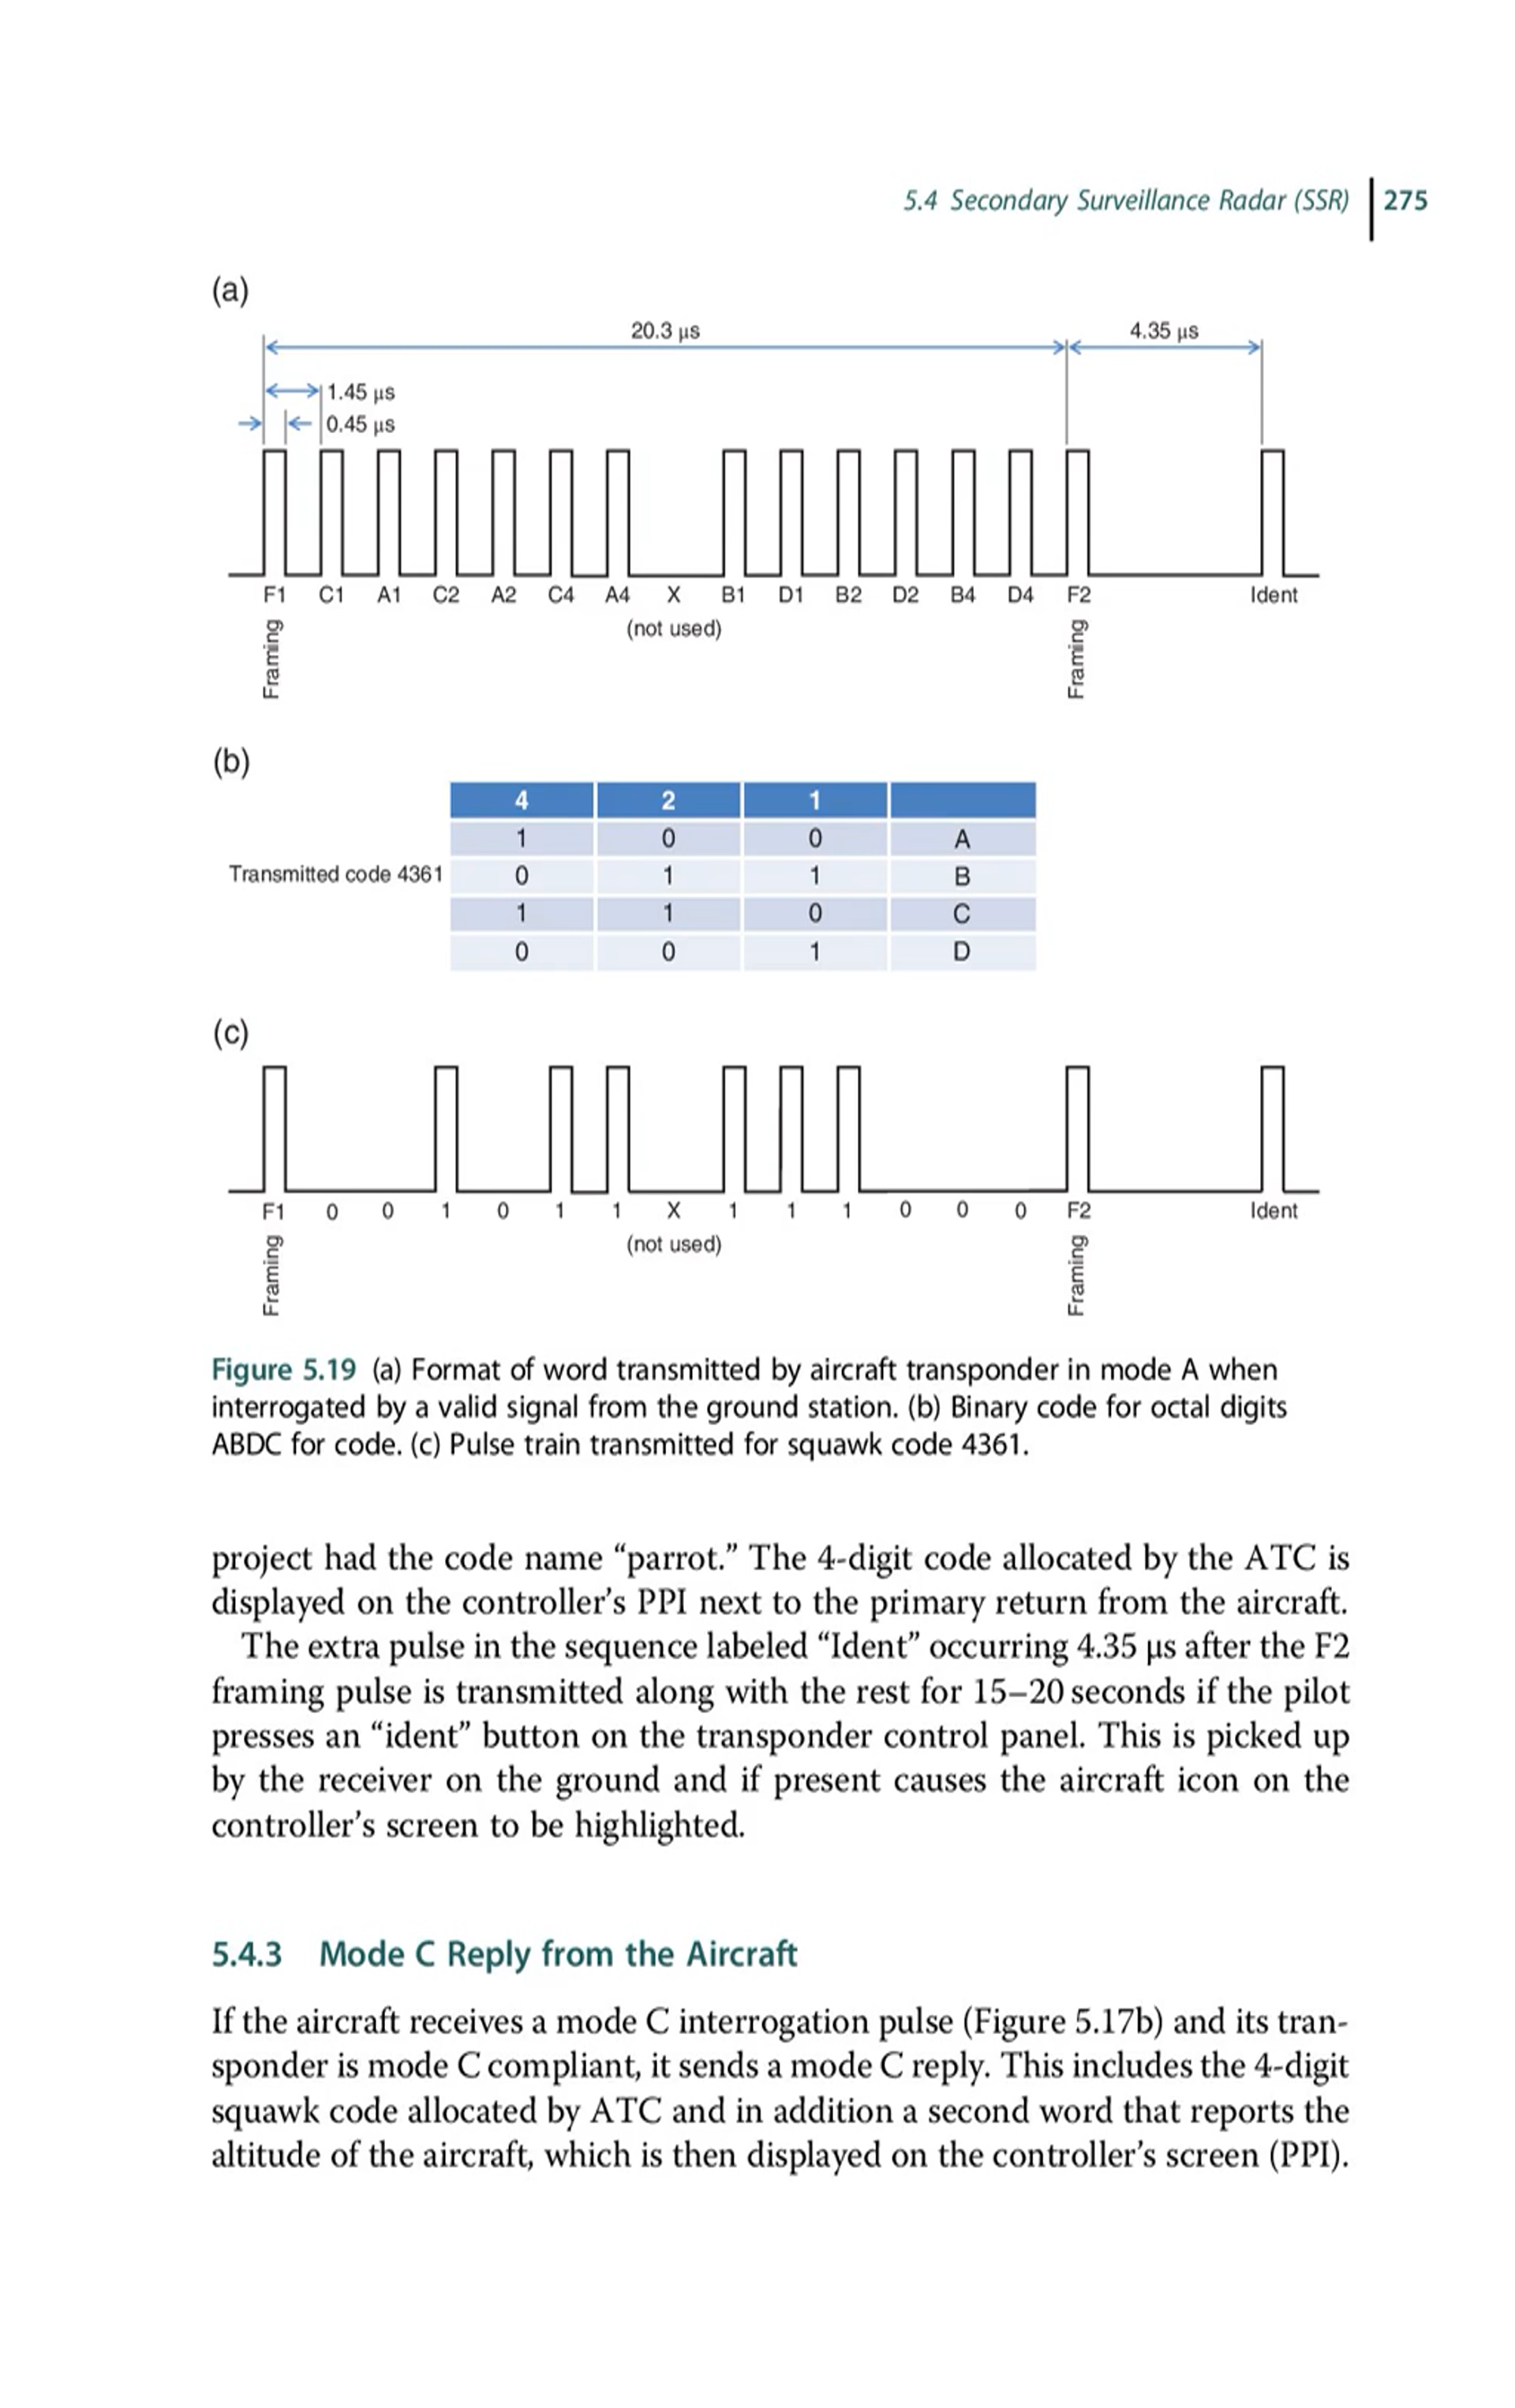 5.4 Secondary Surveillance Radar (SSR) 275
(a)
20.3 μs 4.35 μs
1.45 μs
0.45 μs
F1 C1 A1 C2 A2 C4 A4 X B1 D1 B2 D2 B4 D4 F2 Ident
(not used)
Framing Framing
(b)
4 2 1
1 0 0 A
Transmitted code 4361 0 1 1 B
1 1 0 C
0 0 1 D
(c)
F1 0 0 1 0 1 1 X 1 1 1 0 0 0 F2 Ident
(not used)
Framing Framing
Figure 5.19 (a) Format of word transmitted by aircraft transponder in mode A when
interrogated by a valid signal from the ground station. (b) Binary code for octal digits
ABDC for code. (c) Pulse train transmitted for squawk code 4361.
project had the code name “parrot.” The 4-digit code allocated by the ATC is
displayed on the controller’s PPI next to the primary return from the aircraft.
The extra pulse in the sequence labeled “Ident” occurring 4.35 μs after the F2
framing pulse is transmitted along with the rest for 15–20 seconds if the pilot
presses an “ident” button on the transponder control panel. This is picked up
by the receiver on the ground and if present causes the aircraft icon on the
controller’s screen to be highlighted.
5.4.3 Mode C Reply from the Aircraft
If the aircraft receives a mode C interrogation pulse (Figure 5.17b) and its tran-
sponder is mode C compliant, it sends a mode C reply. This includes the 4-digit
squawk code allocated by ATC and in addition a second word that reports the
altitude of the aircraft, which is then displayed on the controller’s screen (PPI).